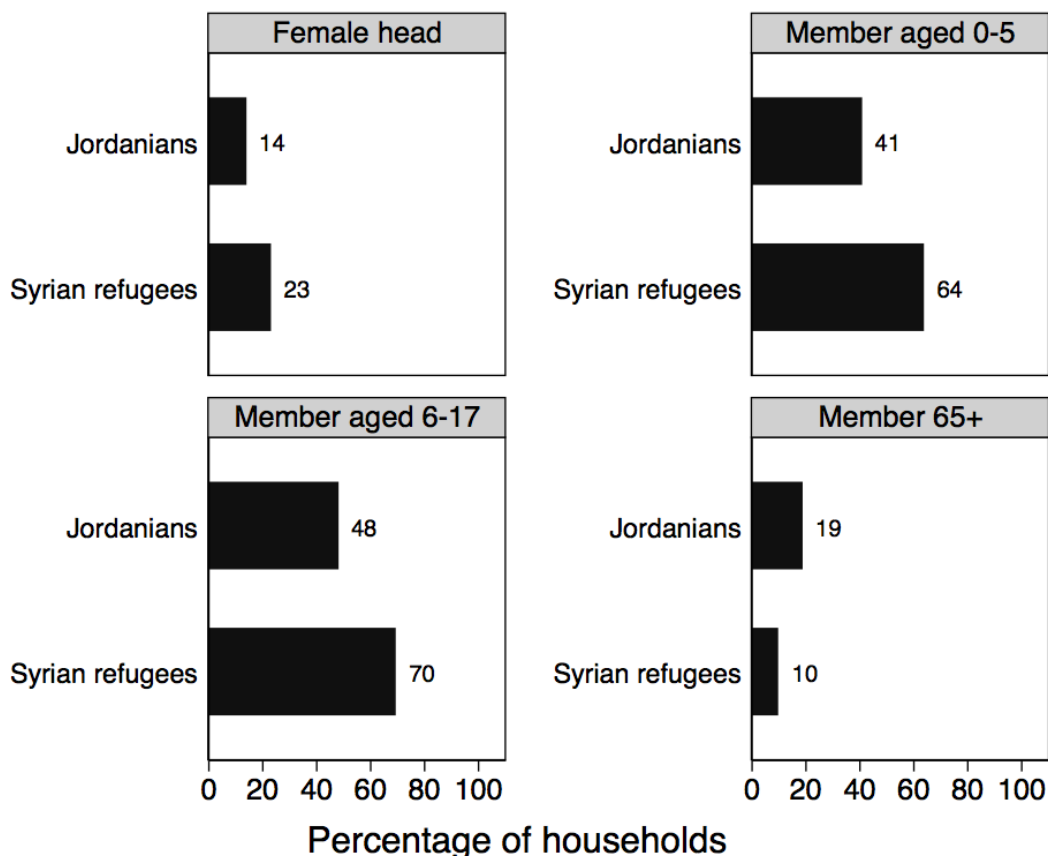 Female head
Jordanians 14
Syrian refugees 23
Member aged 0-5
Jordanians 41
Syrian refugees 64
Member aged 6-17
Jordanians 48
Syrian refugees 70
0 20 40 60 80 100
Member 65+
Jordanians 19
Syrian refugees 10
0 20 40 60 80 100
Percentage of households